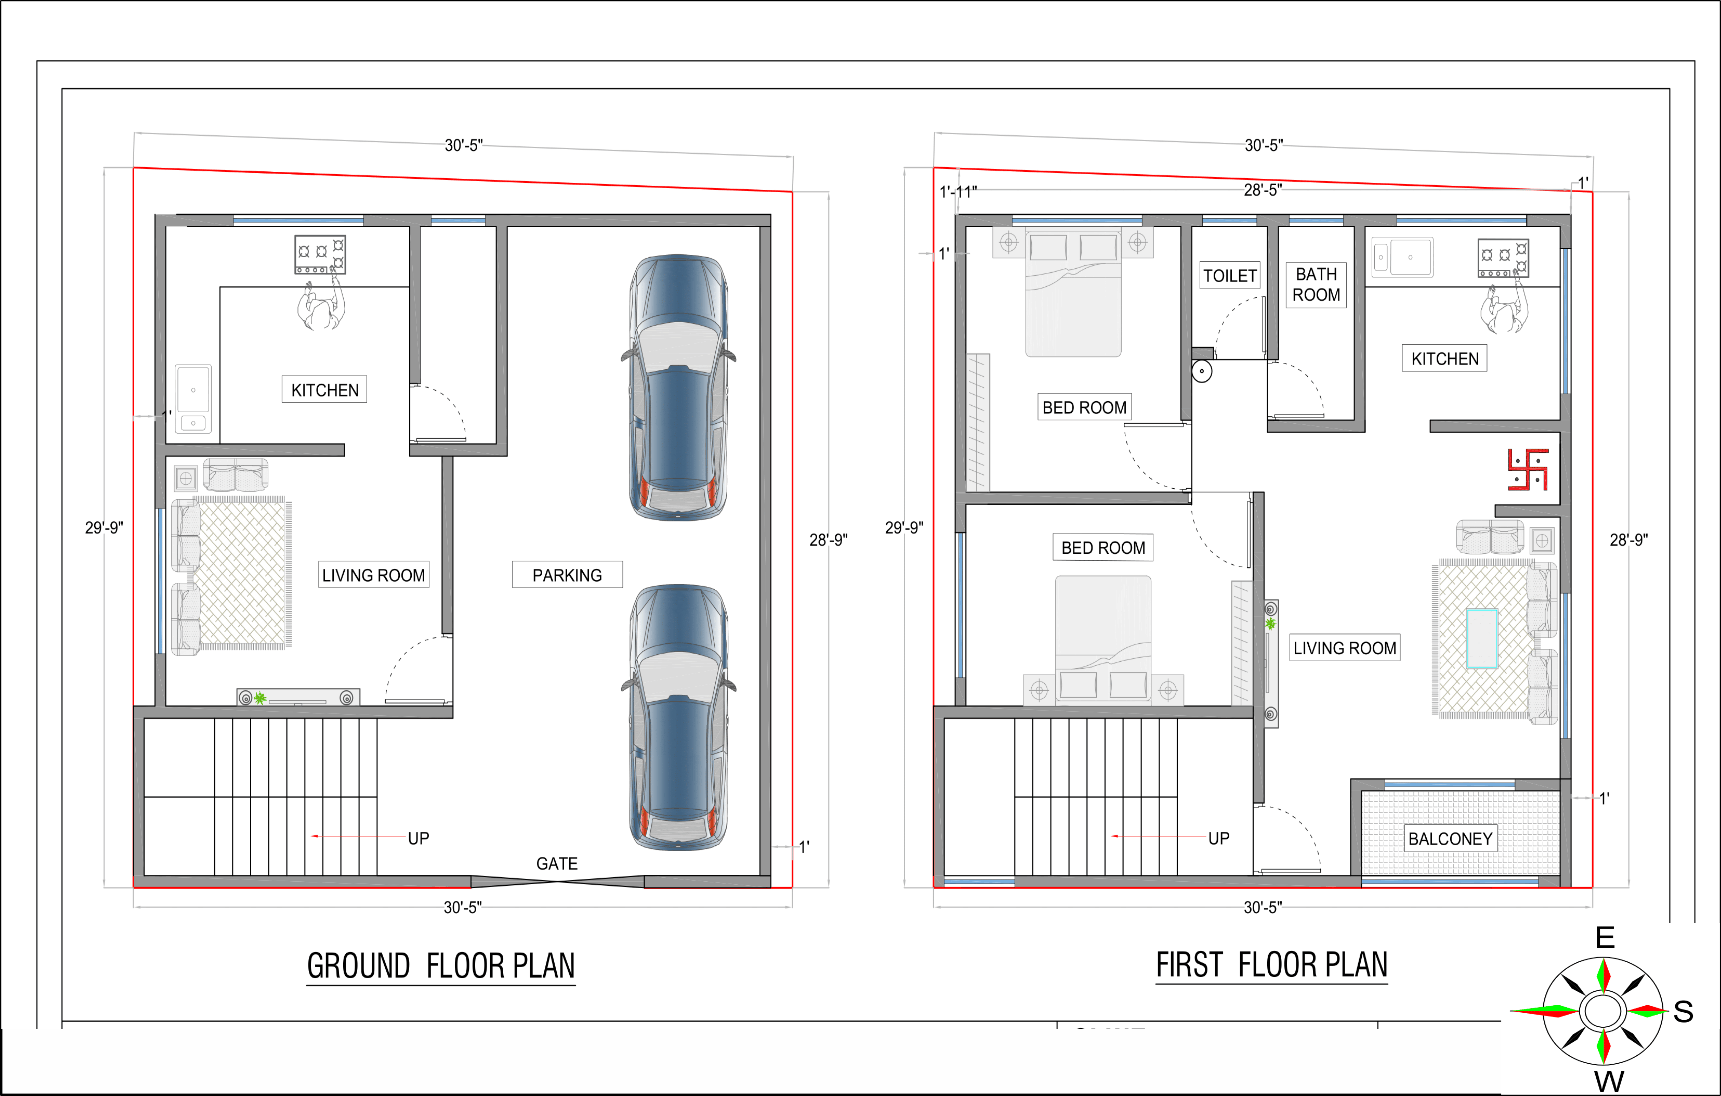 30'-5"
30'-5"
1'-11"
28'-5"
1'
1'
TOILET
BATH
ROOM
KITCHEN
KITCHEN
BED ROOM
1'
29'-9"
28'-9"
29'-9"
28'-9"
LIVING ROOM
PARKING
BED ROOM
LIVING ROOM
1'
UP
1'
GATE
UP
BALCONEY
30'-5"
30'-5"
GROUND FLOOR PLAN
FIRST FLOOR PLAN
E
S
W